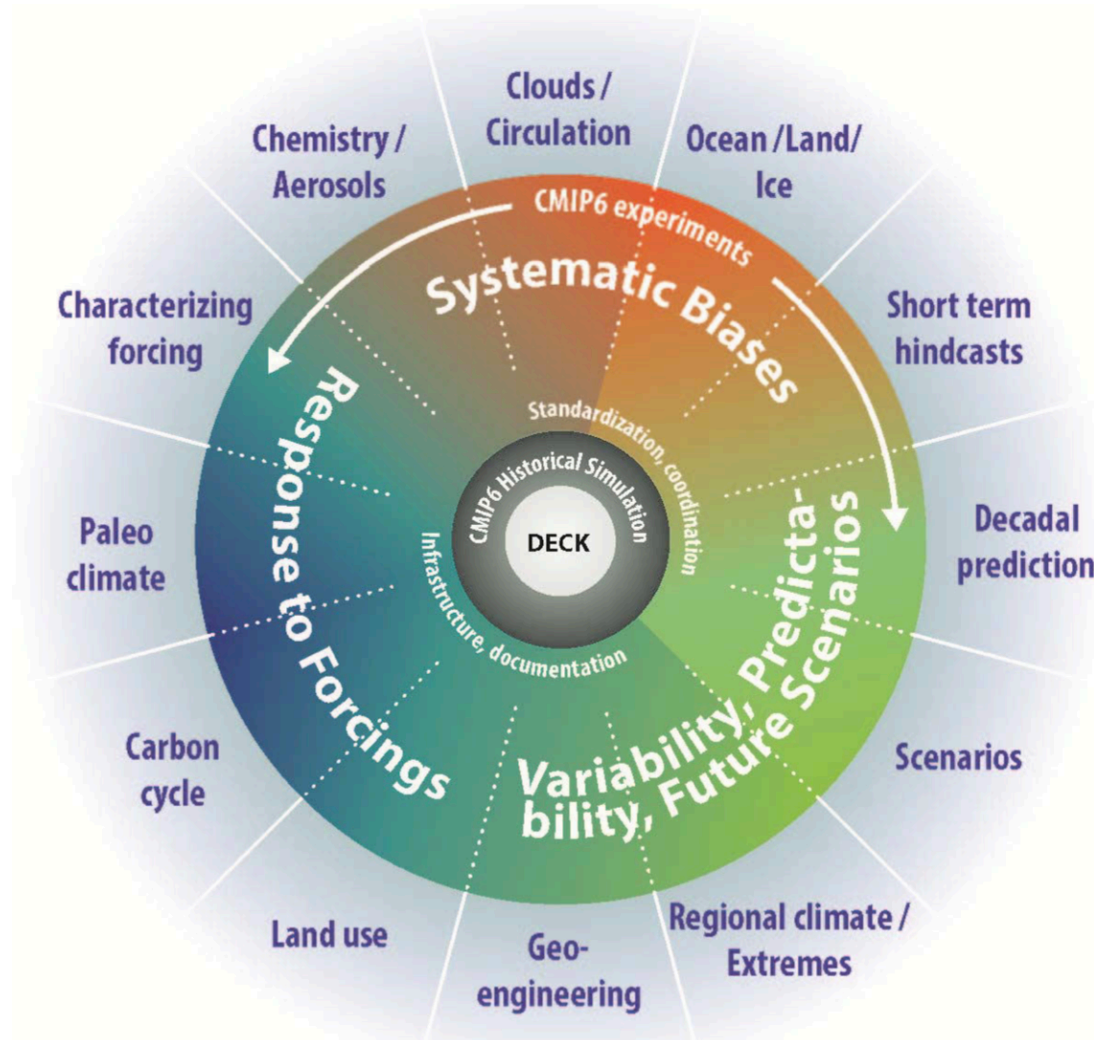 Clouds /
Circulation
Ocean /Land/
Ice
Short term
hindcasts
Decadal
prediction
Scenarios
Regional climate /
Extremes
Geo-
engineering
Land use
Carbon
cycle
Paleo
climate
Characterizing
forcing
Chemistry /
Aerosols
CMIP6 experiments
Systematic Biases
Variability, Predicta-
bility, Future Scenarios
Response to Forcings
Standardization, coordination
Infrastructure, documentation
CMIP6 Historical Simulation
DECK